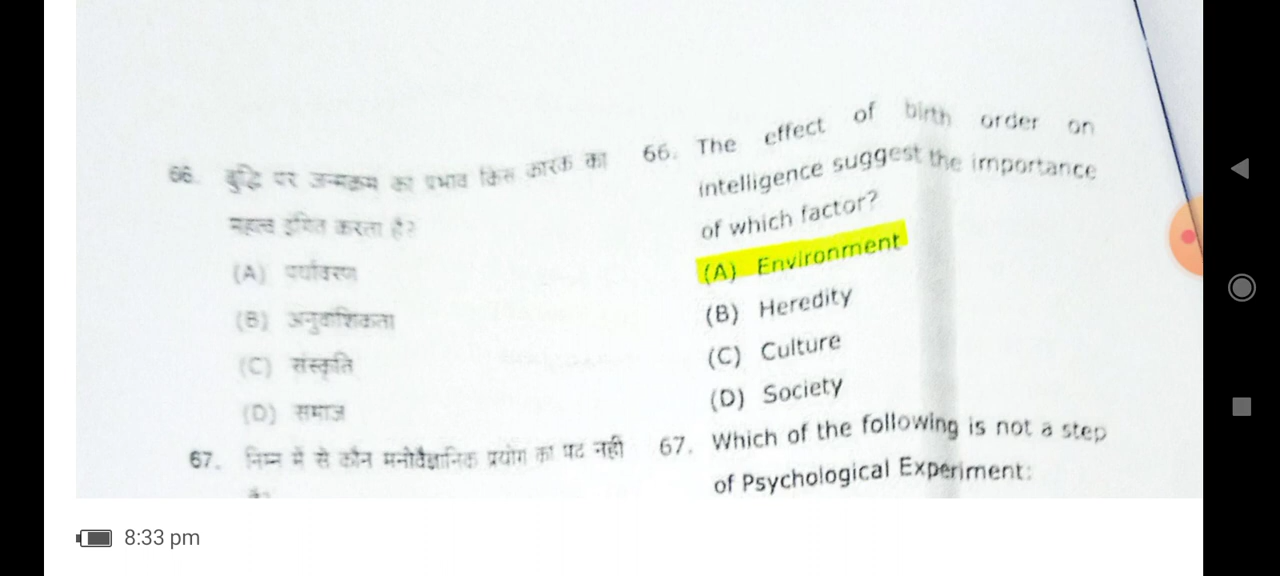 66. बुद्धि पर जन्मक्रम का प्रभाव किस कारक का
महत्व इंगित करता है?
(A) पर्यावरण
(B) अनुवांशिकता
(C) संस्कृति
(D) समाज
67. निम्न में से कौन मनोवैज्ञानिक प्रयोग का पद नहीं
66. The effect of birth order on
intelligence suggest the importance
of which factor?
(A) Environment
(B) Heredity
(C) Culture
(D) Society
67. Which of the following is not a step
of Psychological Experiment:
8:33 pm